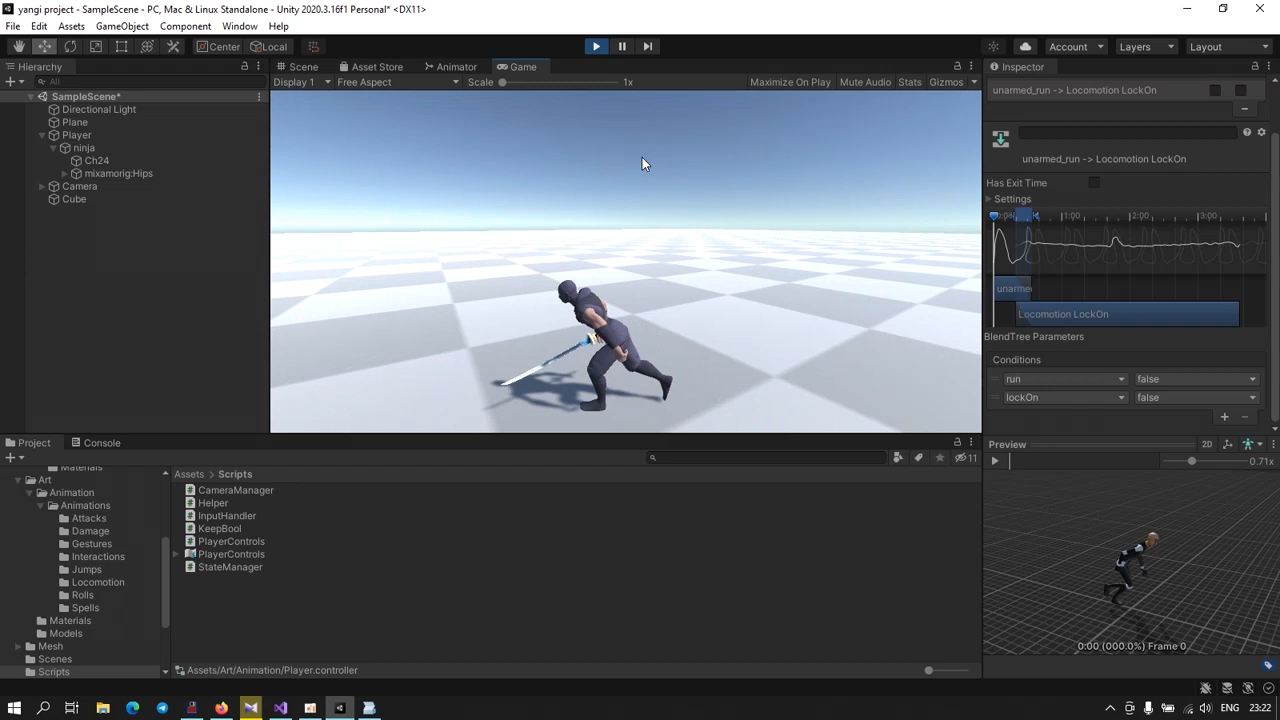 yangi project - SampleScene - PC, Mac & Linux Standalone - Unity 2020.3.16f1 Personal* <DX11>
File Edit Assets GameObject Component Window Help
Center Local Account Layers Layout
Hierarchy Scene Asset Store Animator Game Inspector
All Display 1 Free Aspect Scale 1x Maximize On Play Mute Audio Stats Gizmos
unarmed_run -> Locomotion LockOn
SampleScene*
Directional Light
Plane
Player
ninja
Ch24
mixamorig:Hips
Camera
Cube
unarmed_run -> Locomotion LockOn
Has Exit Time
Settings
1:00 2:00 3:00
unarmed
Locomotion LockOn
BlendTree Parameters
Conditions
run false
lockOn false
Project Console
Preview 2D
11
0.71x
Assets > Scripts
Materials
Art
Animation
Animations
Attacks
Damage
Gestures
Interactions
Jumps
Locomotion
Rolls
Spells
Materials
Models
Mesh
Scenes
Scripts
CameraManager
Helper
InputHandler
KeepBool
PlayerControls
PlayerControls
StateManager
0:00 (000.0%) Frame 0
Assets/Art/Animation/Player.controller
ENG 23:22